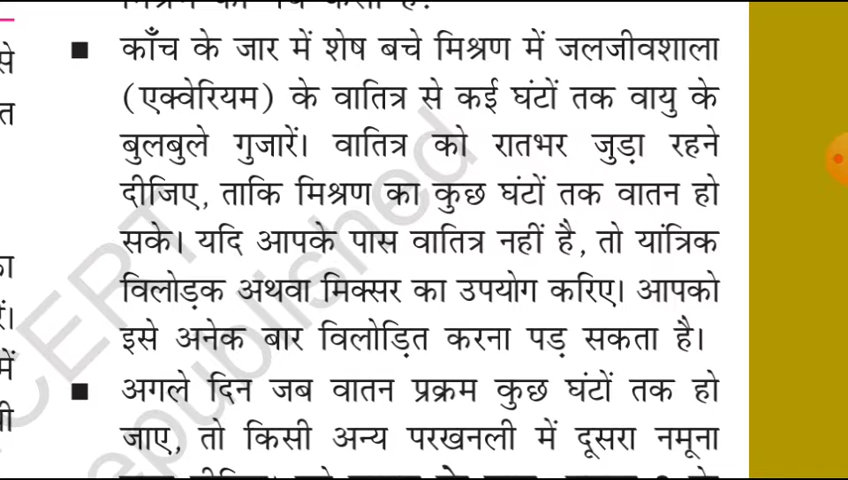 ■ काँच के जार में शेष बचे मिश्रण में जलजीवशाला
(एक्वेरियम) के वातित्र से कई घंटों तक वायु के
बुलबुले गुजारें। वातित्र को रातभर जुड़ा रहने
दीजिए, ताकि मिश्रण का कुछ घंटों तक वातन हो
सके। यदि आपके पास वातित्र नहीं है, तो यांत्रिक
विलोड़क अथवा मिक्सर का उपयोग करिए। आपको
इसे अनेक बार विलोड़ित करना पड़ सकता है।
■ अगले दिन जब वातन प्रक्रम कुछ घंटों तक हो
जाए, तो किसी अन्य परखनली में दूसरा नमूना
से
त
में
republished